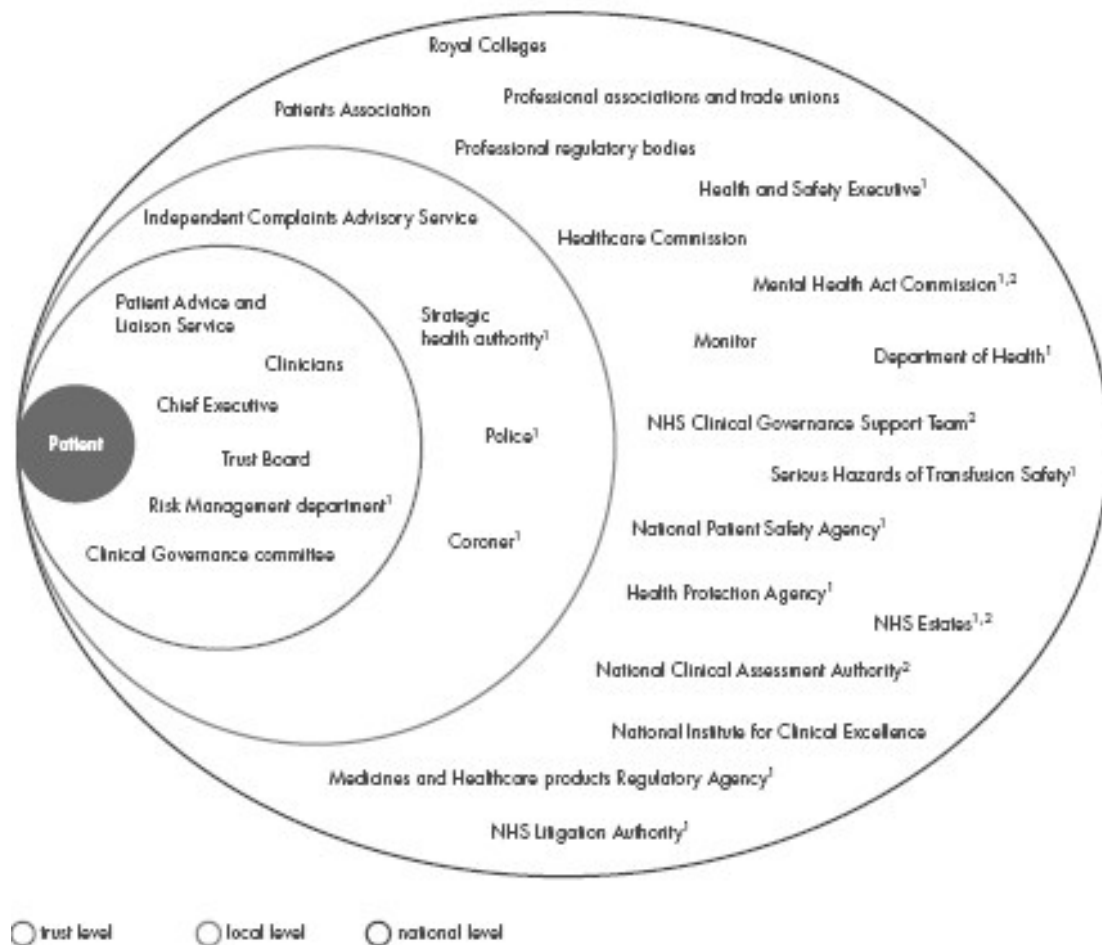 Royal Colleges
Professional associations and trade unions
Patients Association
Professional regulatory bodies
Health and Safety Executive¹
Independent Complaints Advisory Service
Healthcare Commission
Mental Health Act Commission¹,²
Patient Advice and
Liaison Service
Strategic
health authority¹
Monitor
Department of Health¹
Clinicians
Chief Executive
NHS Clinical Governance Support Team²
Patient
Police¹
Trust Board
Serious Hazards of Transfusion Safety¹
Risk Management department¹
National Patient Safety Agency¹
Coroner¹
Clinical Governance committee
Health Protection Agency¹
NHS Estates¹,²
National Clinical Assessment Authority²
National Institute for Clinical Excellence
Medicines and Healthcare products Regulatory Agency¹
NHS Litigation Authority¹
trust level
local level
national level